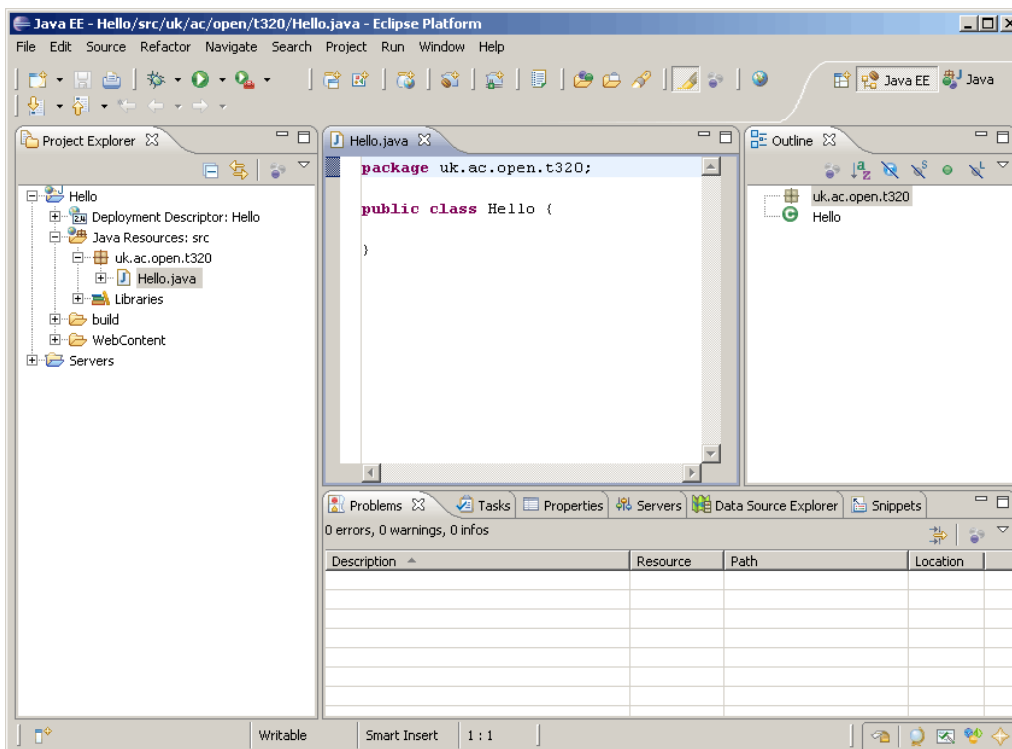 Java EE - Hello/src/uk/ac/open/t320/Hello.java - Eclipse Platform
File Edit Source Refactor Navigate Search Project Run Window Help
Java EE Java
Project Explorer
Hello
Deployment Descriptor: Hello
Java Resources: src
uk.ac.open.t320
Hello.java
Libraries
build
WebContent
Servers
Hello.java
package uk.ac.open.t320;
public class Hello {
}
Outline
uk.ac.open.t320
Hello
Problems Tasks Properties Servers Data Source Explorer Snippets
0 errors, 0 warnings, 0 infos
Description Resource Path Location
Writable Smart Insert 1 : 1